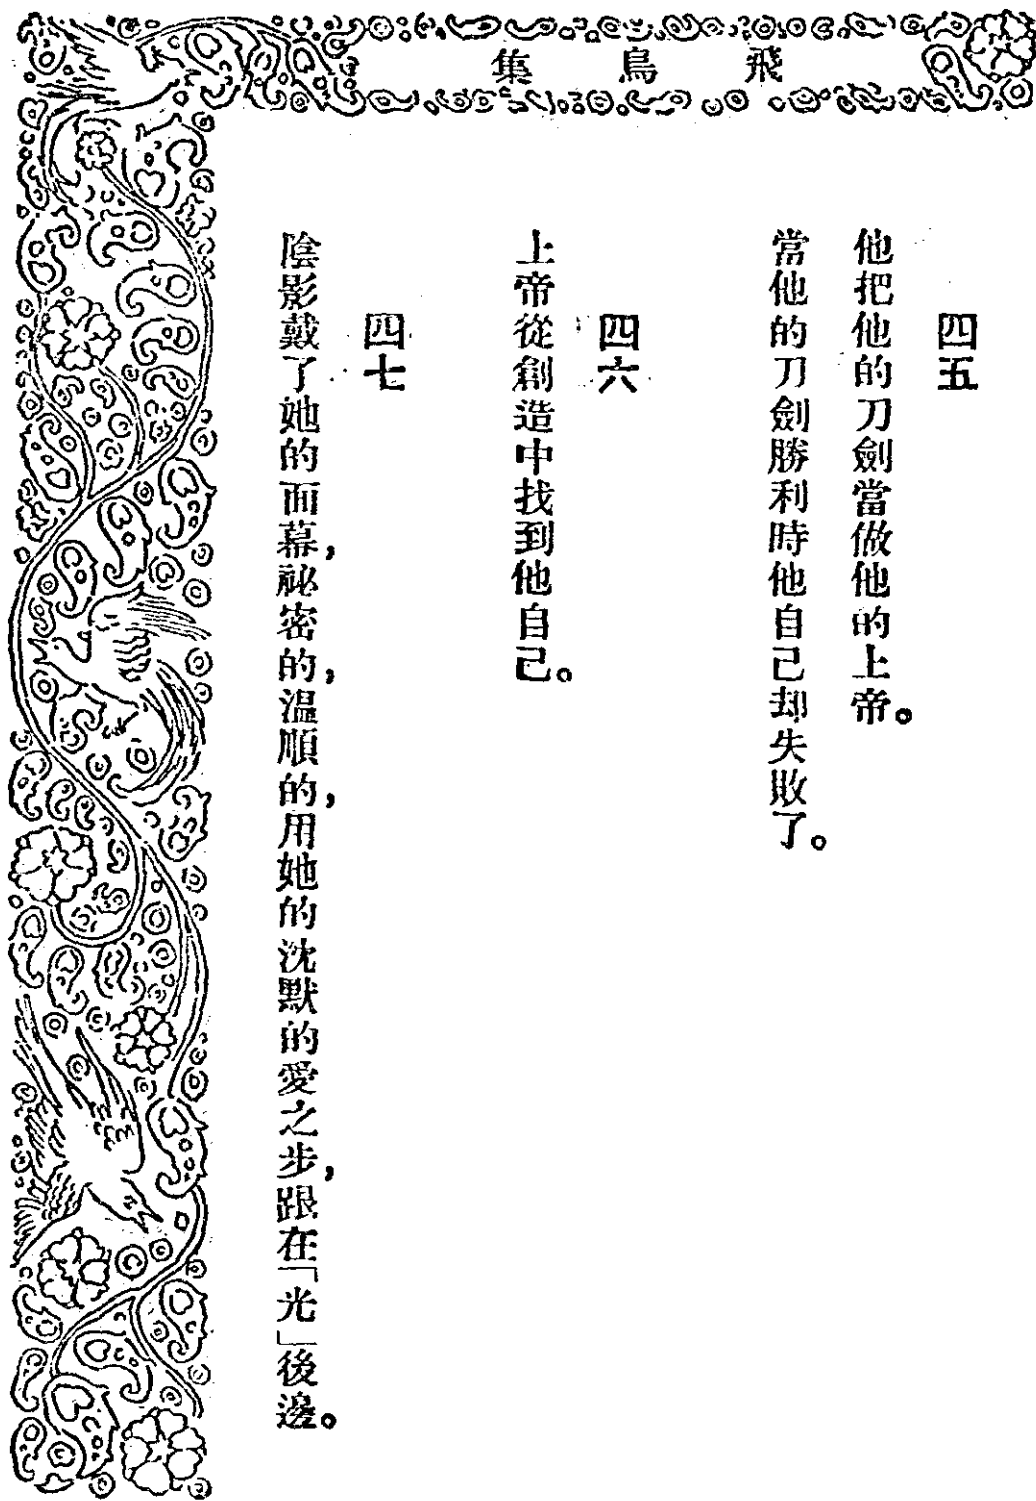 飛鳥集
四五
他把他的刀劍當做他的上帝。
當他的刀劍勝利時他自己却失敗了。
四六
上帝從創造中找到他自己。
四七
陰影戴了她的面幕，祕密的，溫順的，用她的沈默的愛之步，跟在「光」後邊。